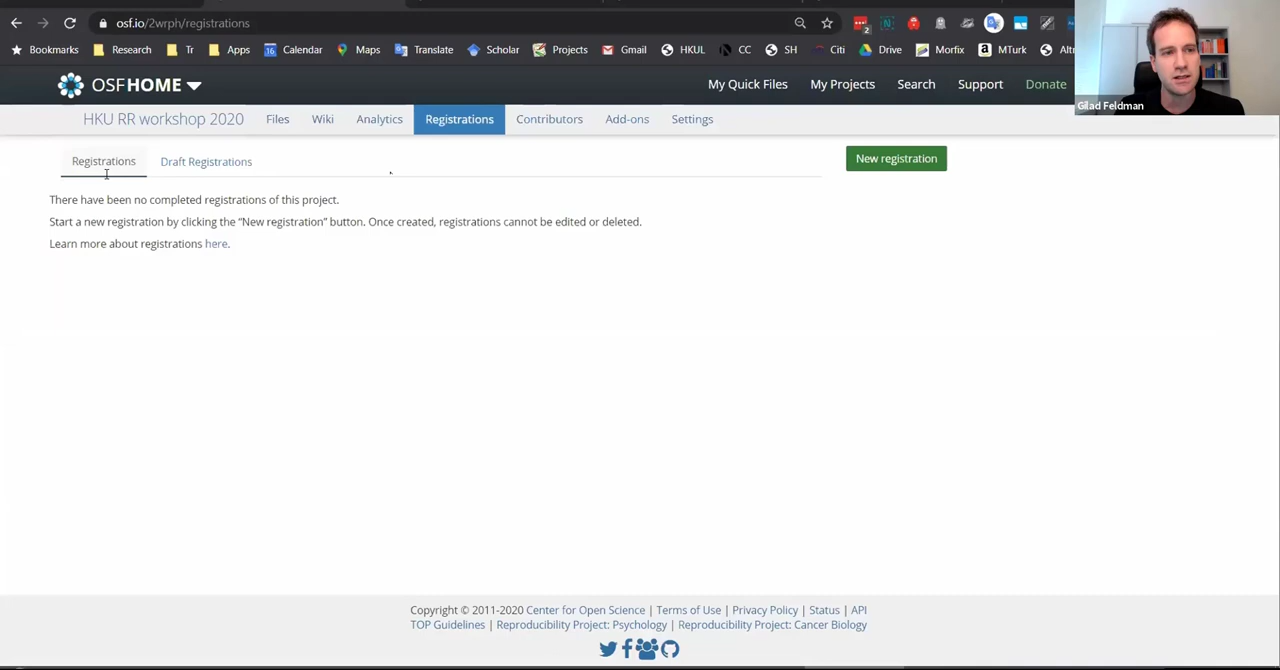 osf.io/2wrph/registrations
2
Bookmarks Research Tr Apps 16 Calendar Maps Translate Scholar Projects Gmail HKUL CC SH Citi Drive Morfix a MTurk
Gilad Feldman
OSFHOME My Quick Files My Projects Search Support Donate
HKU RR workshop 2020 Files Wiki Analytics Registrations Contributors Add-ons Settings
Registrations Draft Registrations New registration
There have been no completed registrations of this project.
Start a new registration by clicking the “New registration” button. Once created, registrations cannot be edited or deleted.
Learn more about registrations here.
Copyright © 2011-2020 Center for Open Science | Terms of Use | Privacy Policy | Status | API
TOP Guidelines | Reproducibility Project: Psychology | Reproducibility Project: Cancer Biology